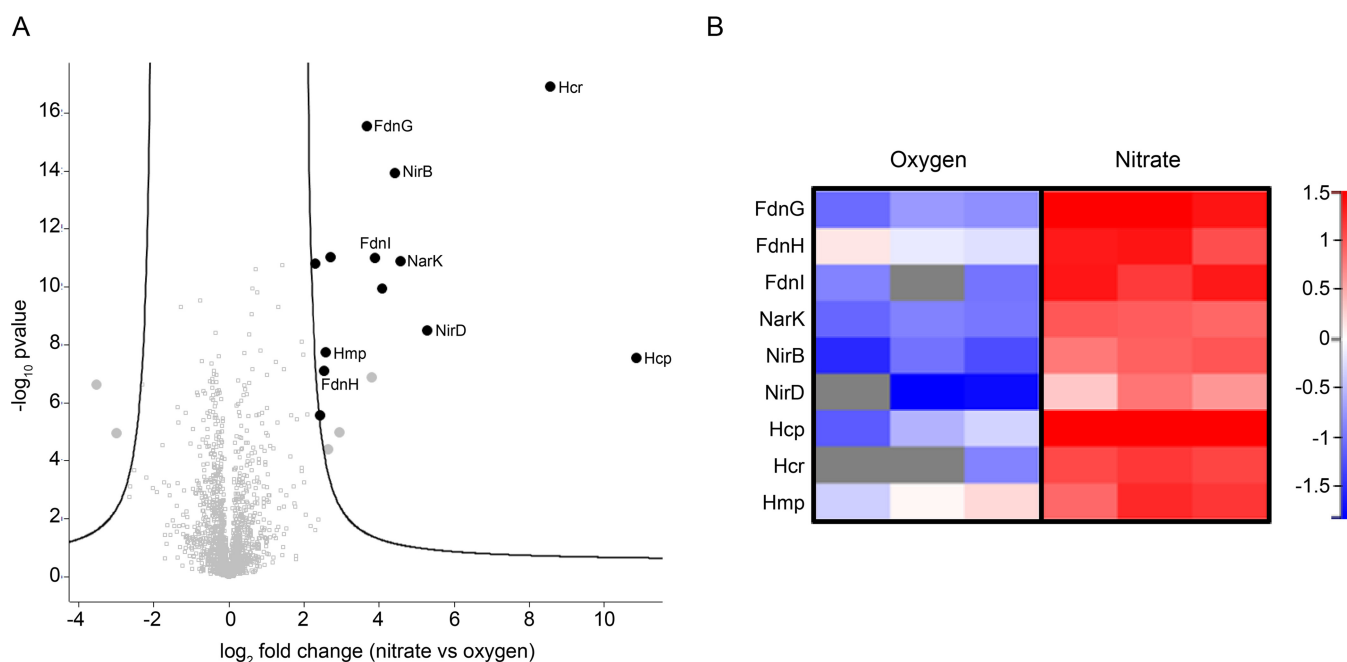 A
B
Hcr
FdnG
NirB
FdnI
NarK
NirD
Hmp
FdnH
Hcp
16
14
12
10
8
6
4
2
0
-log10 pvalue
-4 -2 0 2 4 6 8 10
log2 fold change (nitrate vs oxygen)
Oxygen Nitrate
FdnG
FdnH
FdnI
NarK
NirB
NirD
Hcp
Hcr
Hmp
1.5
1
0.5
0
-0.5
-1
-1.5